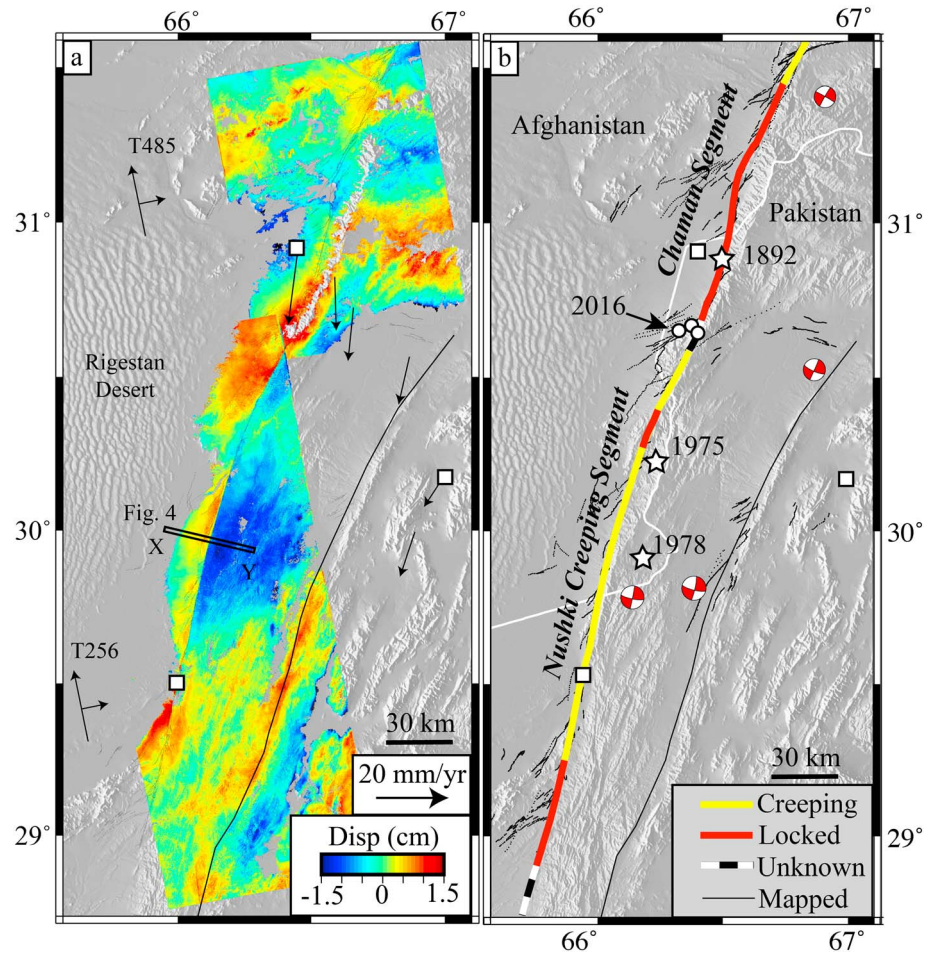 66°
67°
a
T485
31°
Rigestan
Desert
Fig. 4
X
Y
30°
T256
30 km
20 mm/yr
Disp (cm)
-1.5
0
1.5
29°
66°
67°
b
Afghanistan
Chaman Segment
Pakistan
31°
1892
2016
Nushki Creeping Segment
1975
30°
1978
30 km
Creeping
Locked
Unknown
Mapped
29°
66°
67°